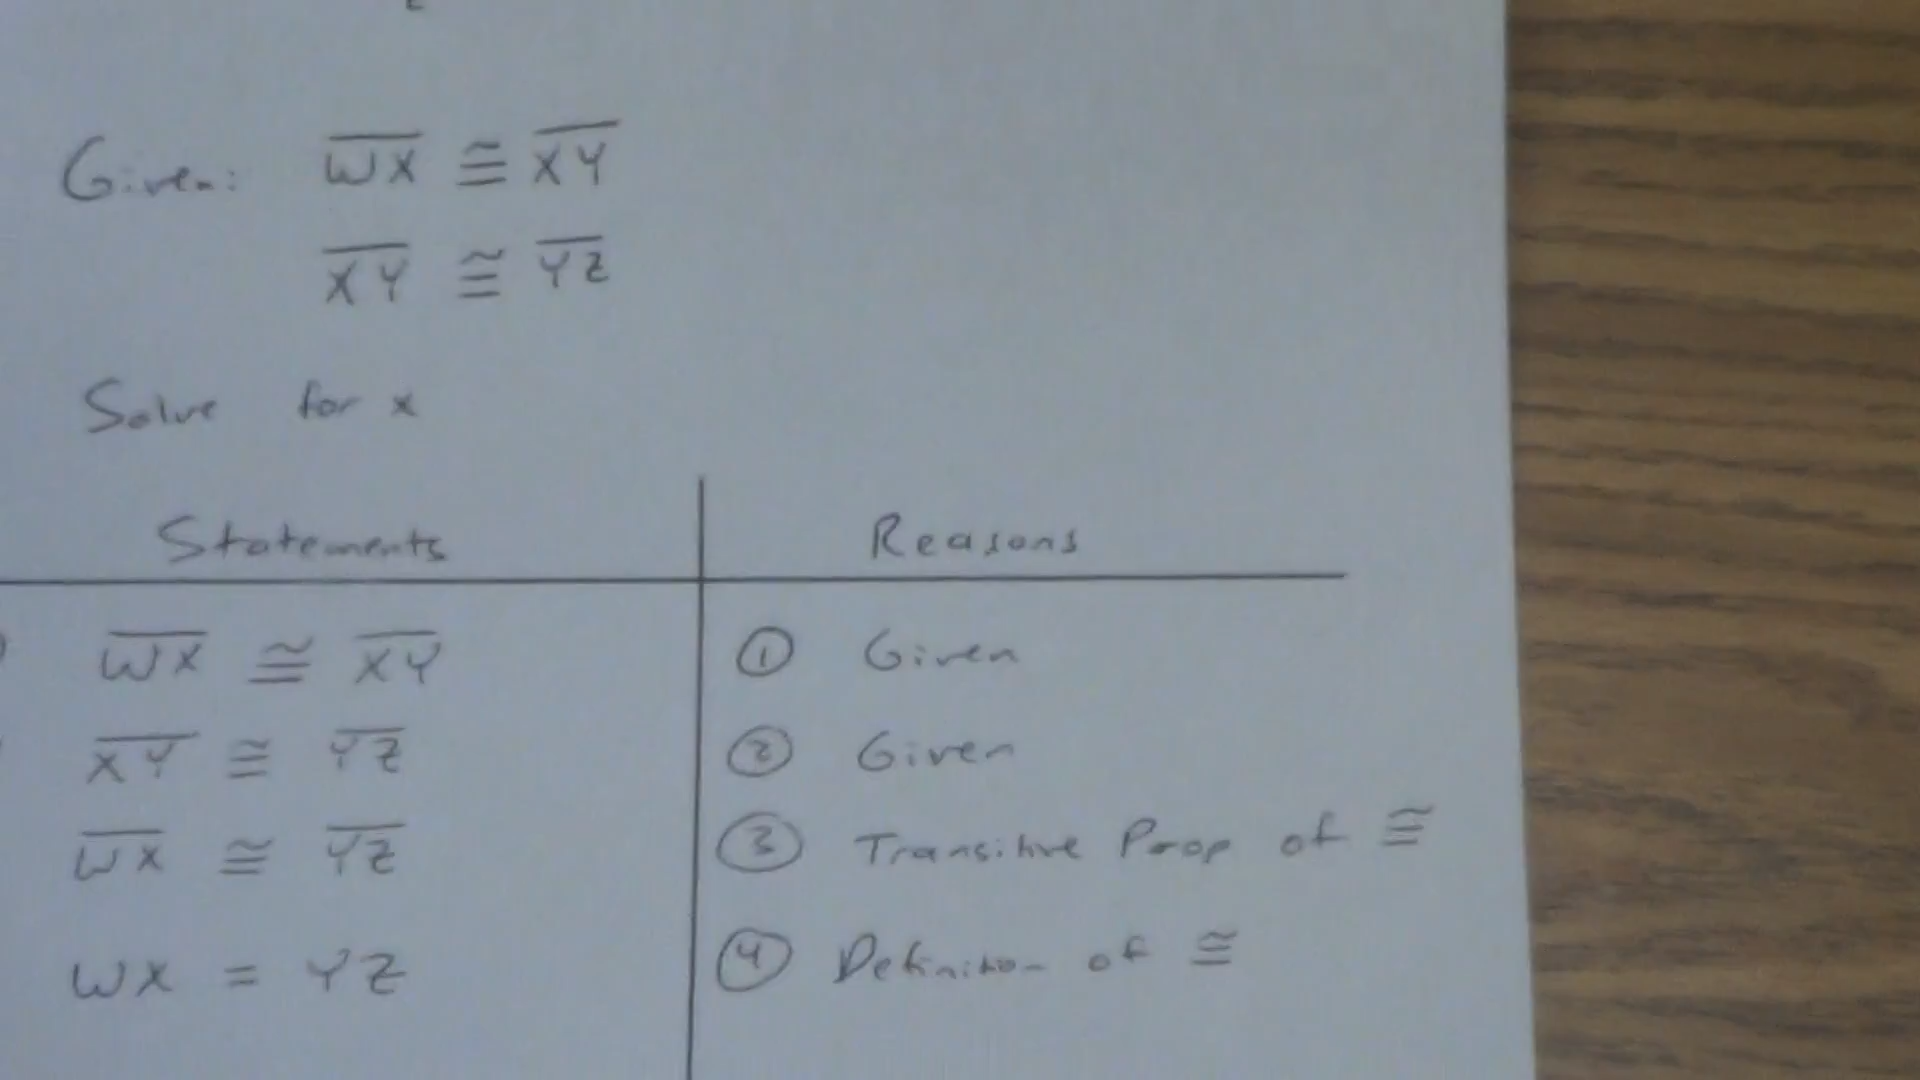 Given: W̅X̅ ≅ X̅Y̅
X̅Y̅ ≅ Y̅Z̅
Solve for x
Statements Reasons
W̅X̅ ≅ X̅Y̅ ① Given
X̅Y̅ ≅ Y̅Z̅ ② Given
W̅X̅ ≅ Y̅Z̅ ③ Transitive Prop of ≅
WX = YZ ④ Definition of ≅